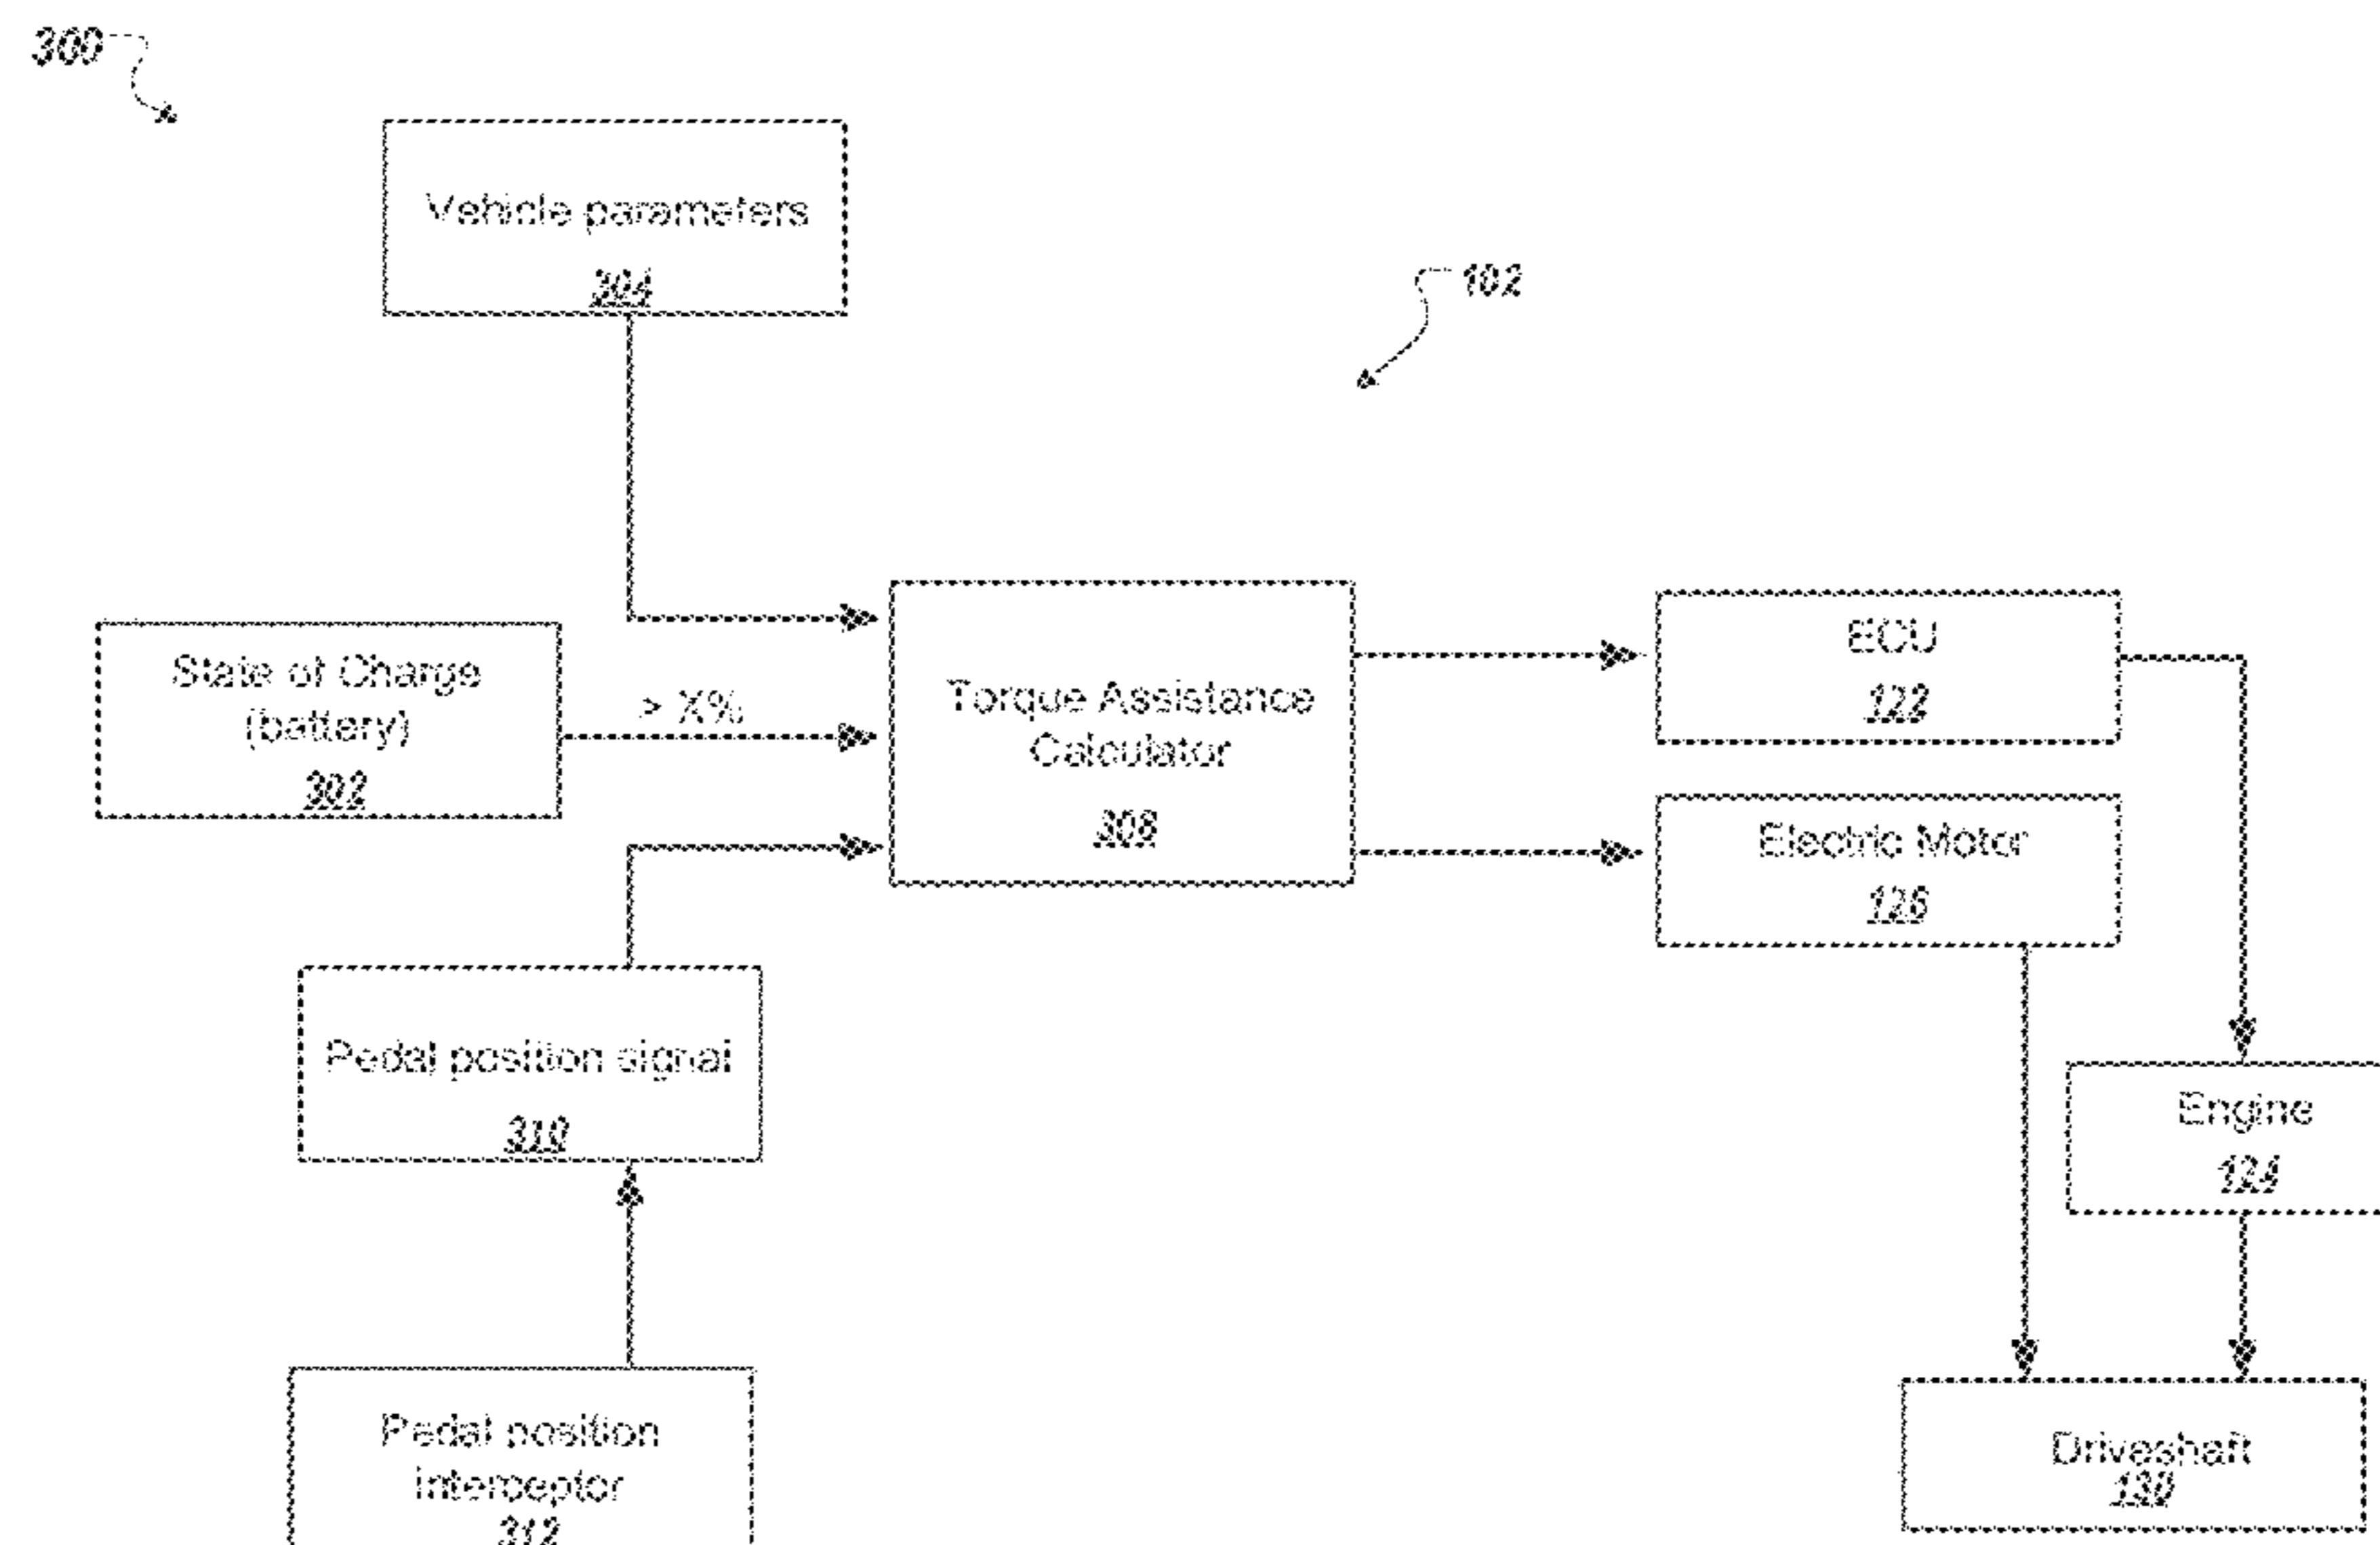 300
Vehicle parameters
304
102
State of Charge
(battery)
302
> X%
Torque Assistance
Calculator
308
ECU
122
Electric Motor
126
Pedal position signal
310
Engine
124
Pedal position
interceptor
312
Driveshaft
130